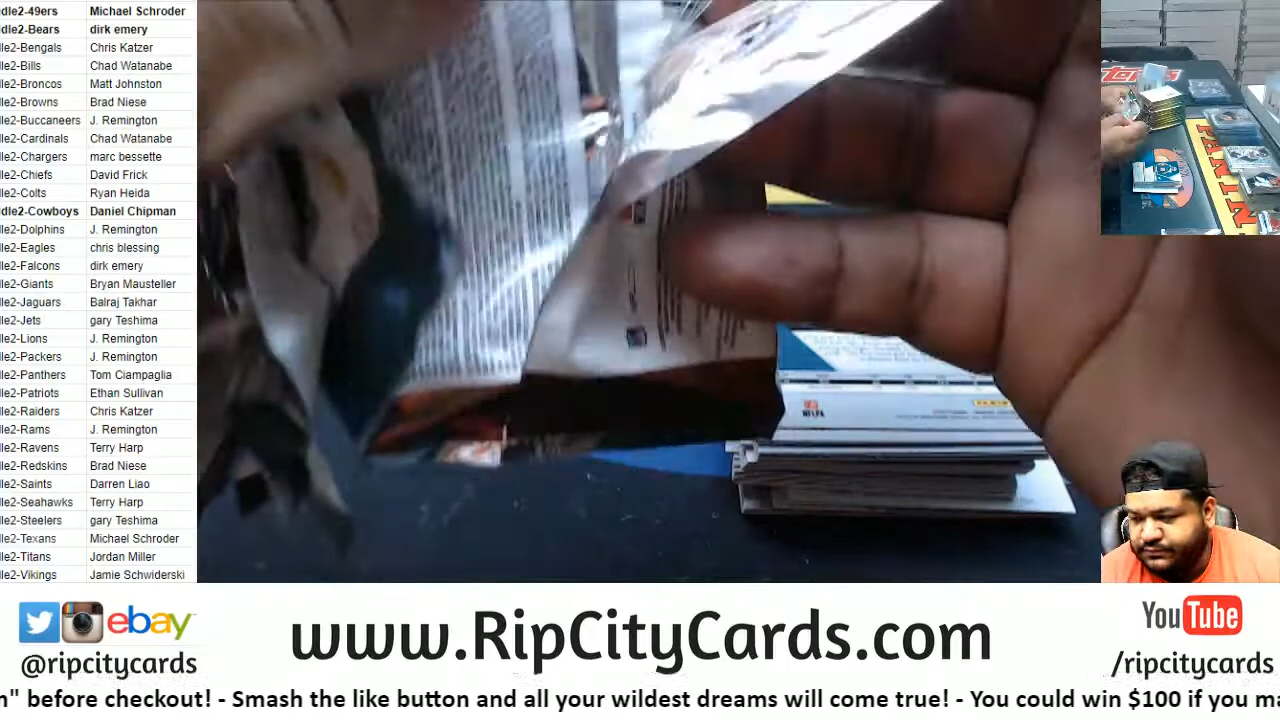 dle2-49ers Michael Schroder
dle2-Bears dirk emery
dle2-Bengals Chris Katzer
dle2-Bills Chad Watanabe
dle2-Broncos Matt Johnston
dle2-Browns Brad Niese
dle2-Buccaneers J. Remington
dle2-Cardinals Chad Watanabe
dle2-Chargers marc bessette
dle2-Chiefs David Frick
dle2-Colts Ryan Heida
dle2-Cowboys Daniel Chipman
dle2-Dolphins J. Remington
dle2-Eagles chris blessing
dle2-Falcons dirk emery
dle2-Giants Bryan Mausteller
dle2-Jaguars Balraj Takhar
dle2-Jets gary Teshima
dle2-Lions J. Remington
dle2-Packers J. Remington
dle2-Panthers Tom Ciampaglia
dle2-Patriots Ethan Sullivan
dle2-Raiders Chris Katzer
dle2-Rams J. Remington
dle2-Ravens Terry Harp
dle2-Redskins Brad Niese
dle2-Saints Darren Liao
dle2-Seahawks Terry Harp
dle2-Steelers gary Teshima
dle2-Texans Michael Schroder
dle2-Titans Jordan Miller
dle2-Vikings Jamie Schwiderski
Topps
PANINI
NFLPA
ebay
@ripcitycards
www.RipCityCards.com
YouTube
/ripcitycards
n" before checkout! - Smash the like button and all your wildest dreams will come true! - You could win $100 if you ma